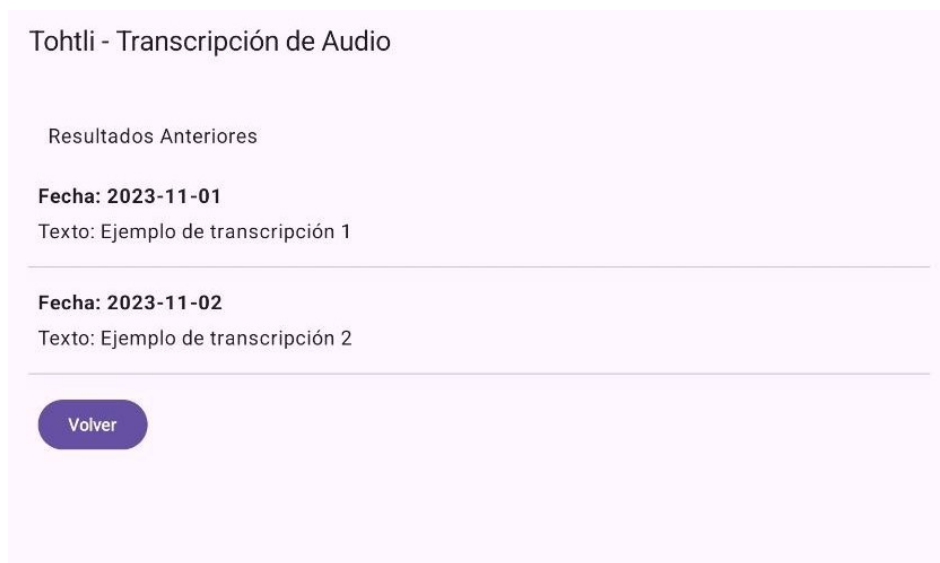 Tohtli - Transcripción de Audio
Resultados Anteriores
Fecha: 2023-11-01
Texto: Ejemplo de transcripción 1
Fecha: 2023-11-02
Texto: Ejemplo de transcripción 2
Volver